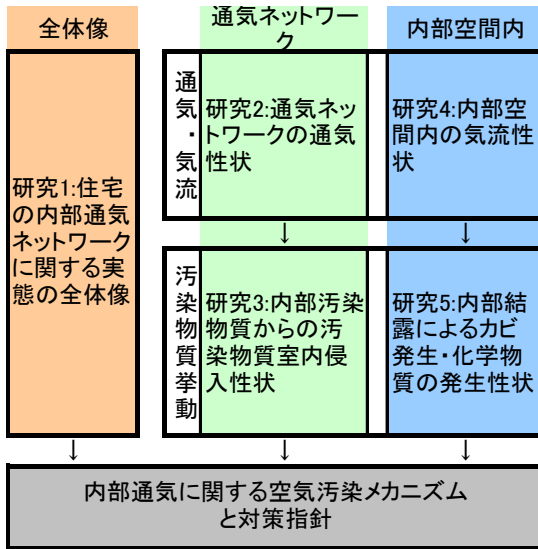 全体像
通気ネットワー
ク
内部空間内
研究1:住宅
の内部通気
ネットワーク
に関する実
態の全体像
通気・気流
研究2:通気ネッ
トワークの通気
性状
研究4:内部空
間内の気流性
状
↓
↓
汚染物質挙動
研究3:内部汚染
物質からの汚
染物質室内侵
入性状
研究5:内部結
露によるカビ
発生・化学物
質の発生性状
↓
↓
↓
内部通気に関する空気汚染メカニズム
と対策指針